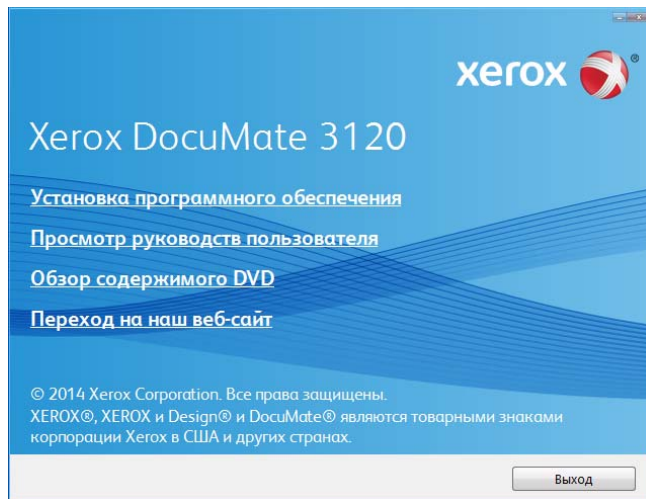 xerox ®
Xerox DocuMate 3120
Установка программного обеспечения
Просмотр руководств пользователя
Обзор содержимого DVD
Переход на наш веб-сайт
© 2014 Xerox Corporation. Все права защищены.
XEROX®, XEROX и Design® и DocuMate® являются товарными знаками
корпорации Xerox в США и других странах.
Выход